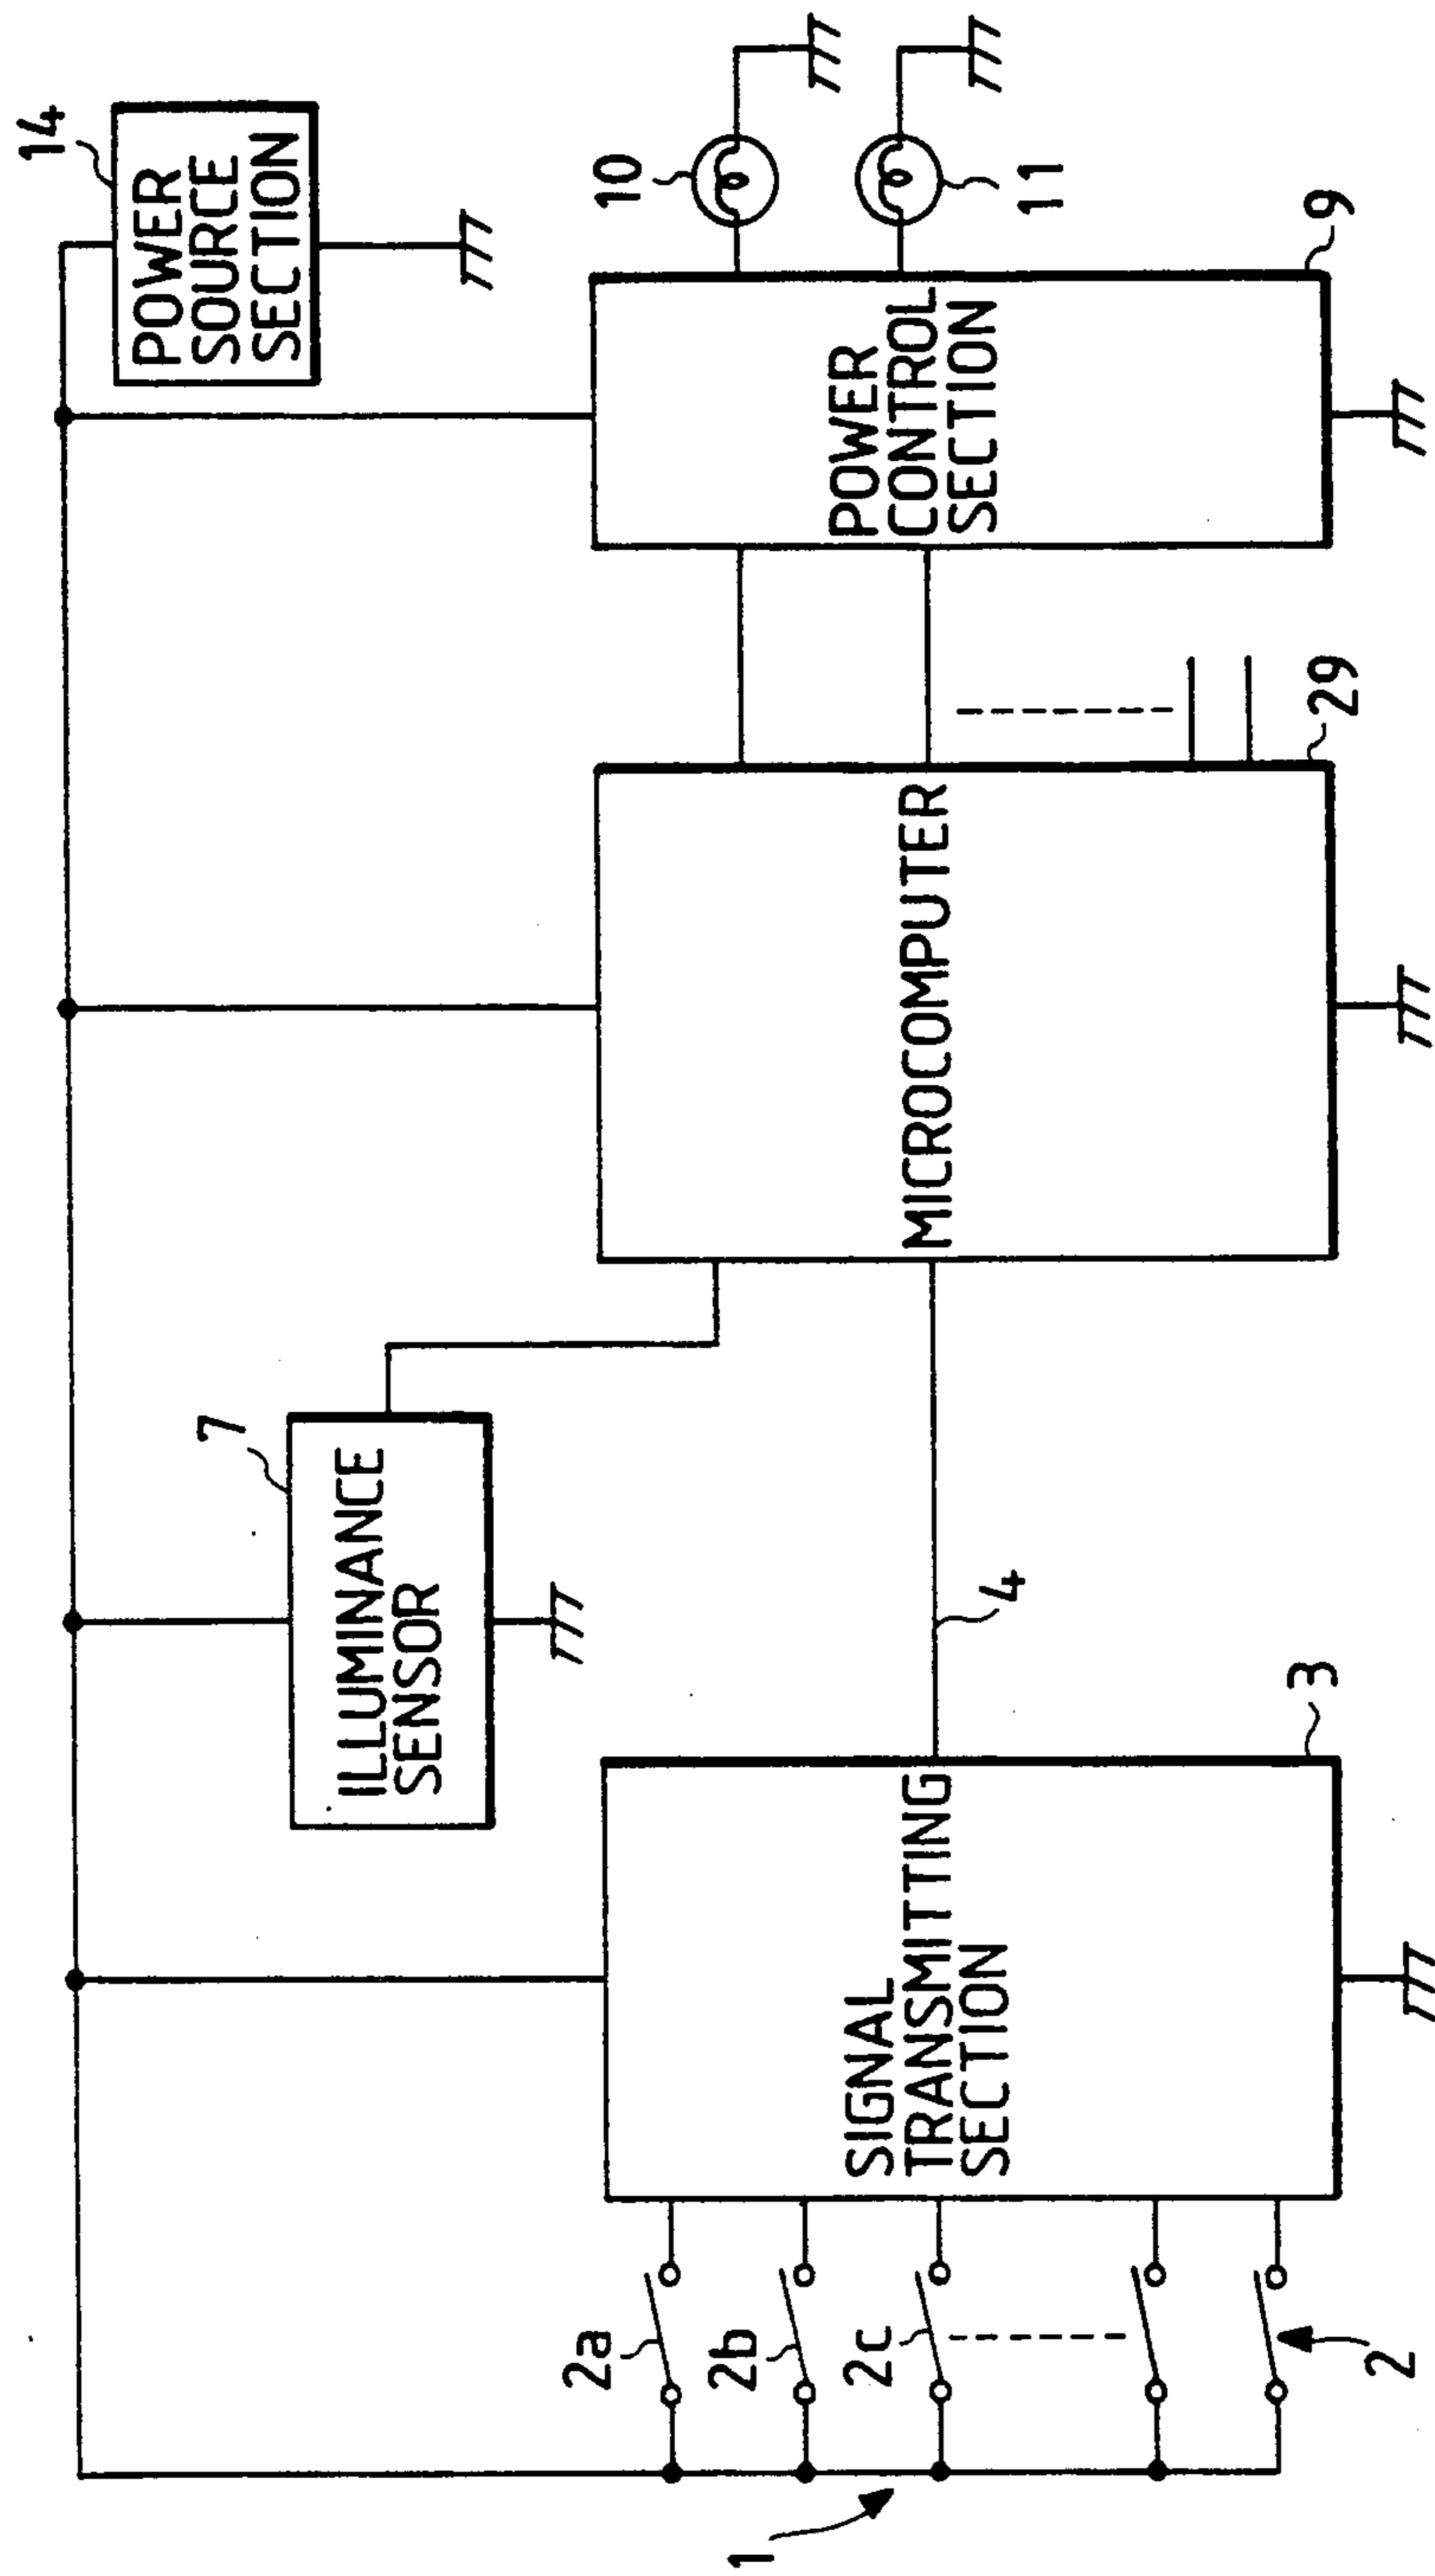 14
POWER
SOURCE
SECTION
10
11
7
ILLUMINANCE
SENSOR
POWER
CONTROL
SECTION
9
MICROCOMPUTER
29
4
SIGNAL
TRANSMITTING
SECTION
3
2a
2b
2c
2
1